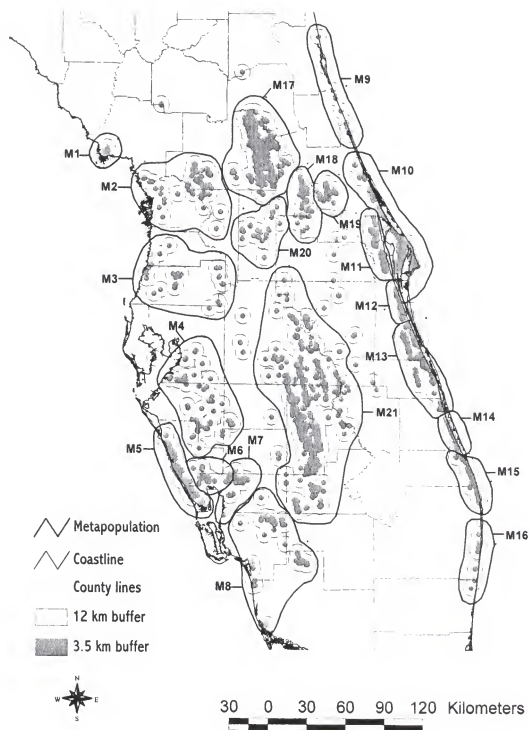 M9
M17
M1
M18
M10
M2
M19
M11
M20
M3
M12
M4
M13
M21
M14
M6
M7
M5
M15
M16
Metapopulation
Coastline
M8
County lines
12 km buffer
3.5 km buffer
N
W E
S
30 0 30 60 90 120 Kilometers